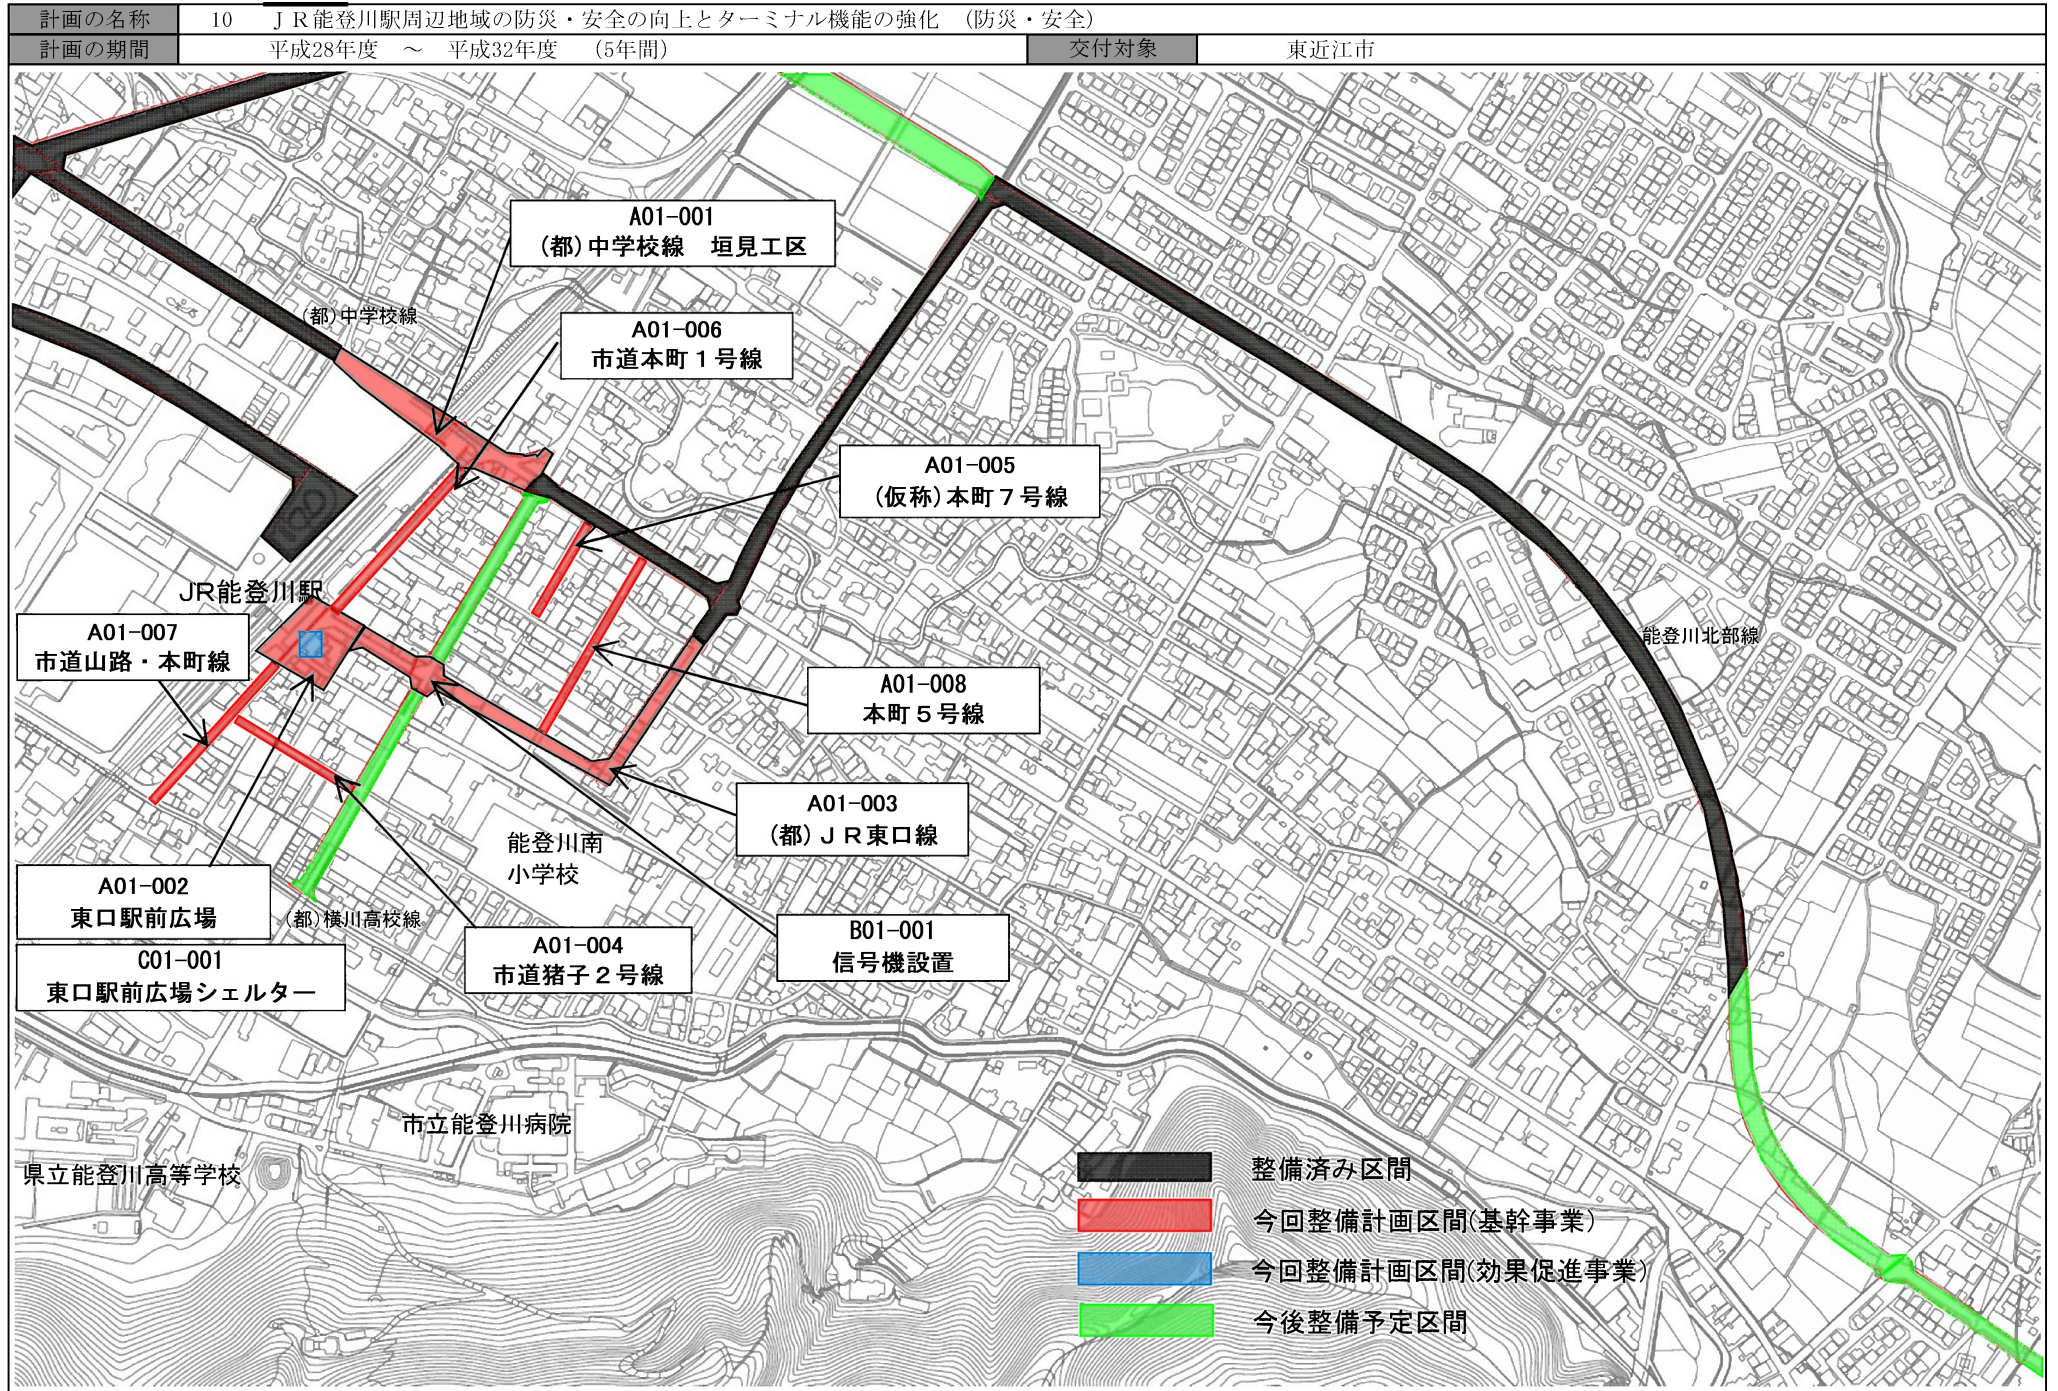 計画の名称 10 ＪＲ能登川駅周辺地域の防災・安全の向上とターミナル機能の強化 （防災・安全）
計画の期間 平成28年度 ～ 平成32年度 （5年間） 交付対象 東近江市
A01-001
(都)中学校線 垣見工区
(都)中学校線
A01-006
市道本町１号線
A01-005
(仮称)本町７号線
JR能登川駅
A01-007
市道山路・本町線
能登川北部線
A01-008
本町５号線
A01-003
(都)ＪＲ東口線
能登川南
小学校
A01-002
東口駅前広場
(都)横川高校線
A01-004
市道猪子２号線
B01-001
信号機設置
C01-001
東口駅前広場シェルター
市立能登川病院
県立能登川高等学校
整備済み区間
今回整備計画区間(基幹事業)
今回整備計画区間(効果促進事業)
今後整備予定区間